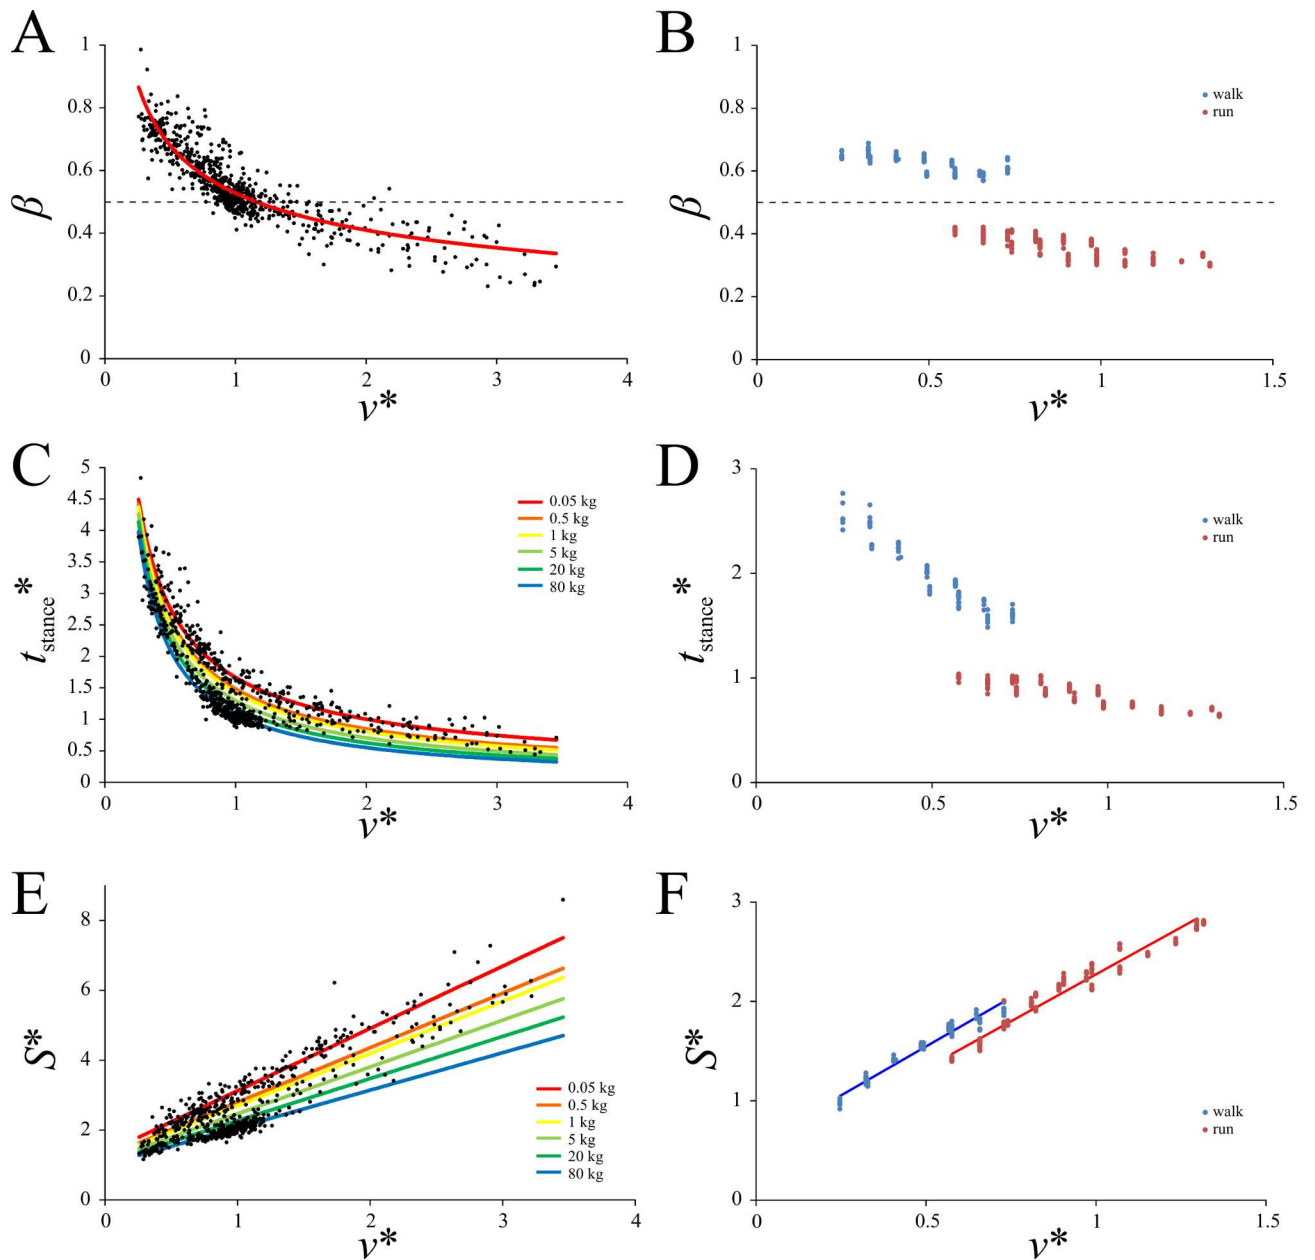 A
1
0.8
0.6
0.4
0.2
0
β
0 1 2 3 4
v*
B
1
0.8
0.6
0.4
0.2
0
β
walk
run
0 0.5 1 1.5
v*
C
5
4.5
4
3.5
3
2.5
2
1.5
1
0.5
0
t stance *
0.05 kg
0.5 kg
1 kg
5 kg
20 kg
80 kg
0 1 2 3 4
v*
D
3
2
1
0
t stance *
walk
run
0 0.5 1 1.5
v*
E
8
6
4
2
0
S*
0.05 kg
0.5 kg
1 kg
5 kg
20 kg
80 kg
0 1 2 3 4
v*
F
3
2
1
0
S*
walk
run
0 0.5 1 1.5
v*